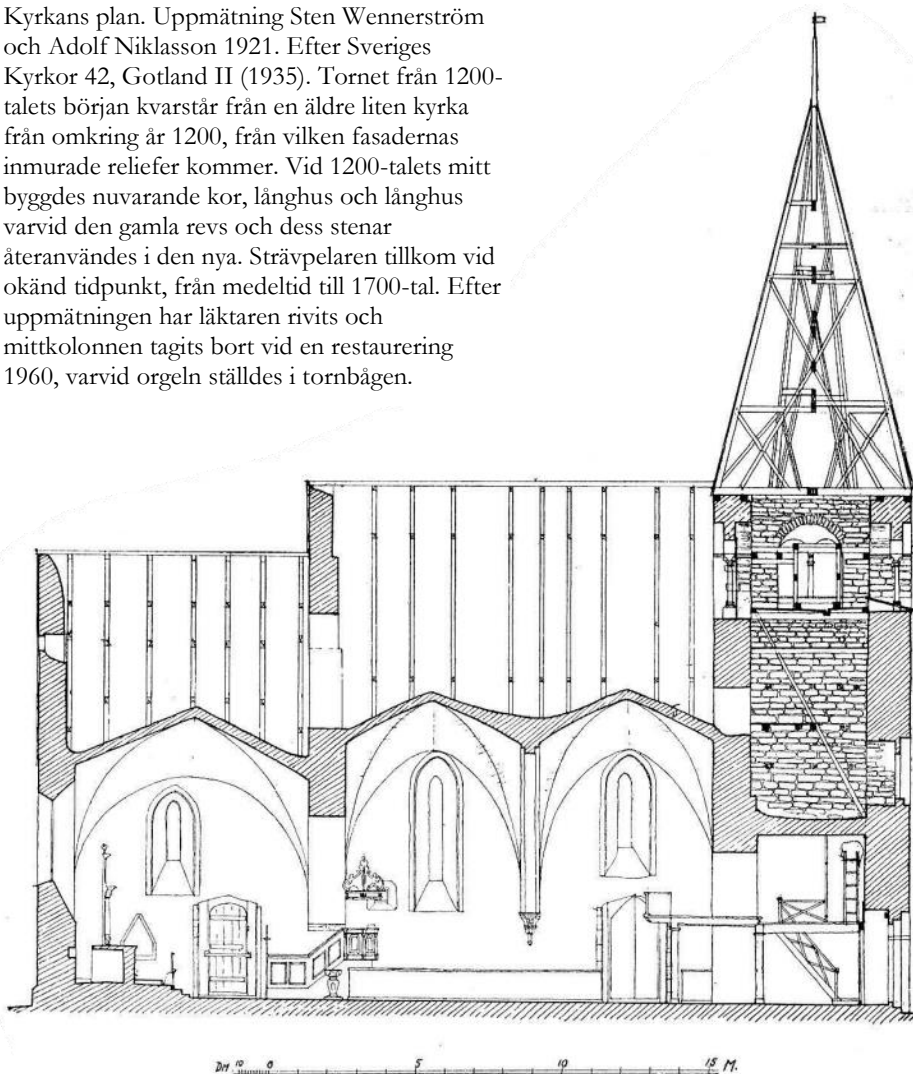 Kyrkans plan. Uppmätning Sten Wennerström
och Adolf Niklasson 1921. Efter Sveriges
Kyrkor 42, Gotland II (1935). Tornet från 1200-
talets början kvarstår från en äldre liten kyrka
från omkring år 1200, från vilken fasadernas
inmurade reliefer kommer. Vid 1200-talets mitt
byggdes nuvarande kor, långhus och långhus
varvid den gamla revs och dess stenar
återanvändes i den nya. Strävpelaren tillkom vid
okänd tidpunkt, från medeltid till 1700-tal. Efter
uppmätningen har läktaren rivits och
mittkolonnen tagits bort vid en restaurering
1960, varvid orgeln ställdes i tornbågen.
DM 10 0 5 10 15 M.